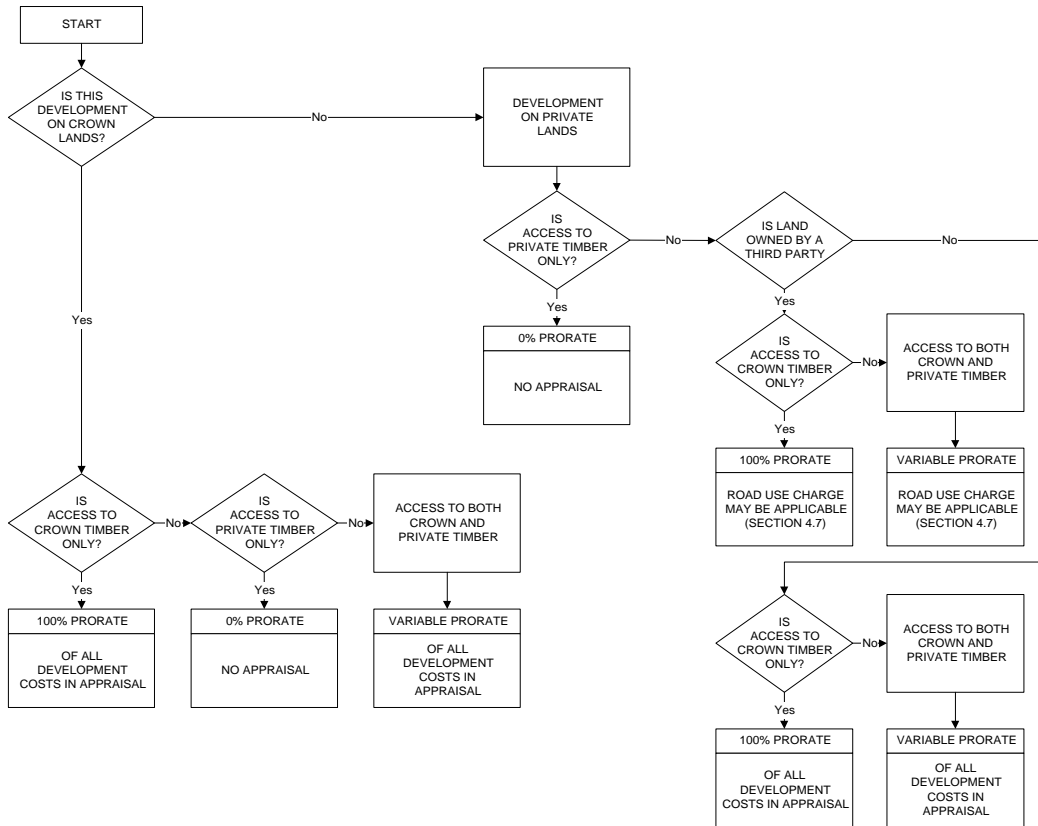 START
IS THIS
DEVELOPMENT
ON CROWN
LANDS?
No
DEVELOPMENT
ON PRIVATE
LANDS
IS
ACCESS TO
PRIVATE TIMBER
ONLY?
No
IS LAND
OWNED BY A
THIRD PARTY
No
Yes
Yes
Yes
0% PRORATE
NO APPRAISAL
IS
ACCESS TO
CROWN TIMBER
ONLY?
No
ACCESS TO BOTH
CROWN AND
PRIVATE TIMBER
Yes
100% PRORATE
ROAD USE CHARGE
MAY BE APPLICABLE
(SECTION 4.7)
VARIABLE PRORATE
ROAD USE CHARGE
MAY BE APPLICABLE
(SECTION 4.7)
IS
ACCESS TO
CROWN TIMBER
ONLY?
No
IS
ACCESS TO
PRIVATE TIMBER
ONLY?
No
ACCESS TO BOTH
CROWN AND
PRIVATE TIMBER
Yes
Yes
100% PRORATE
OF ALL
DEVELOPMENT
COSTS IN APPRAISAL
0% PRORATE
NO APPRAISAL
VARIABLE PRORATE
OF ALL
DEVELOPMENT
COSTS IN
APPRAISAL
IS
ACCESS TO
CROWN TIMBER
ONLY?
No
ACCESS TO BOTH
CROWN AND
PRIVATE TIMBER
Yes
100% PRORATE
OF ALL
DEVELOPMENT
COSTS IN APPRAISAL
VARIABLE PRORATE
OF ALL
DEVELOPMENT
COSTS IN
APPRAISAL